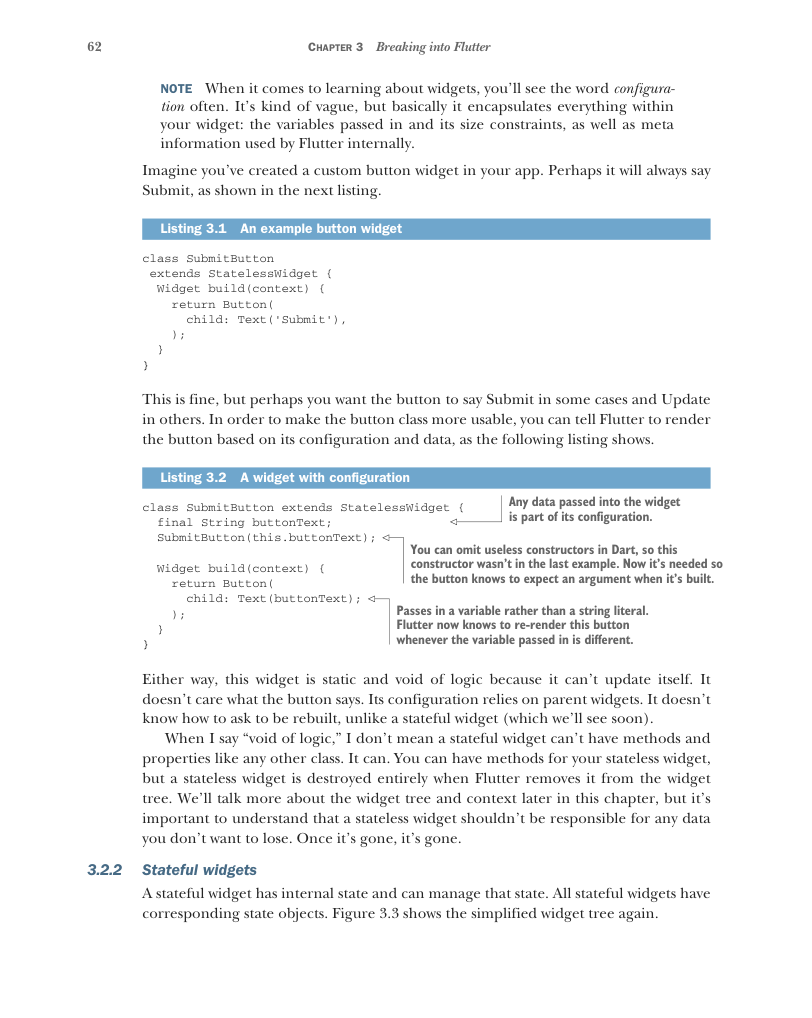 62 CHAPTER 3 Breaking into Flutter
NOTE When it comes to learning about widgets, you’ll see the word configura-
tion often. It’s kind of vague, but basically it encapsulates everything within
your widget: the variables passed in and its size constraints, as well as meta
information used by Flutter internally.
Imagine you’ve created a custom button widget in your app. Perhaps it will always say
Submit, as shown in the next listing.
Listing 3.1 An example button widget
class SubmitButton
 extends StatelessWidget {
  Widget build(context) {
    return Button(
      child: Text('Submit'),
    );
  }
}
This is fine, but perhaps you want the button to say Submit in some cases and Update
in others. In order to make the button class more usable, you can tell Flutter to render
the button based on its configuration and data, as the following listing shows.
Listing 3.2 A widget with configuration
class SubmitButton extends StatelessWidget {
  final String buttonText;
  SubmitButton(this.buttonText);
  Widget build(context) {
    return Button(
      child: Text(buttonText);
    );
  }
}
Any data passed into the widget
is part of its configuration.
You can omit useless constructors in Dart, so this
constructor wasn’t in the last example. Now it’s needed so
the button knows to expect an argument when it’s built.
Passes in a variable rather than a string literal.
Flutter now knows to re-render this button
whenever the variable passed in is different.
Either way, this widget is static and void of logic because it can’t update itself. It
doesn’t care what the button says. Its configuration relies on parent widgets. It doesn’t
know how to ask to be rebuilt, unlike a stateful widget (which we’ll see soon).
When I say “void of logic,” I don’t mean a stateful widget can’t have methods and
properties like any other class. It can. You can have methods for your stateless widget,
but a stateless widget is destroyed entirely when Flutter removes it from the widget
tree. We’ll talk more about the widget tree and context later in this chapter, but it’s
important to understand that a stateless widget shouldn’t be responsible for any data
you don’t want to lose. Once it’s gone, it’s gone.
3.2.2 Stateful widgets
A stateful widget has internal state and can manage that state. All stateful widgets have
corresponding state objects. Figure 3.3 shows the simplified widget tree again.